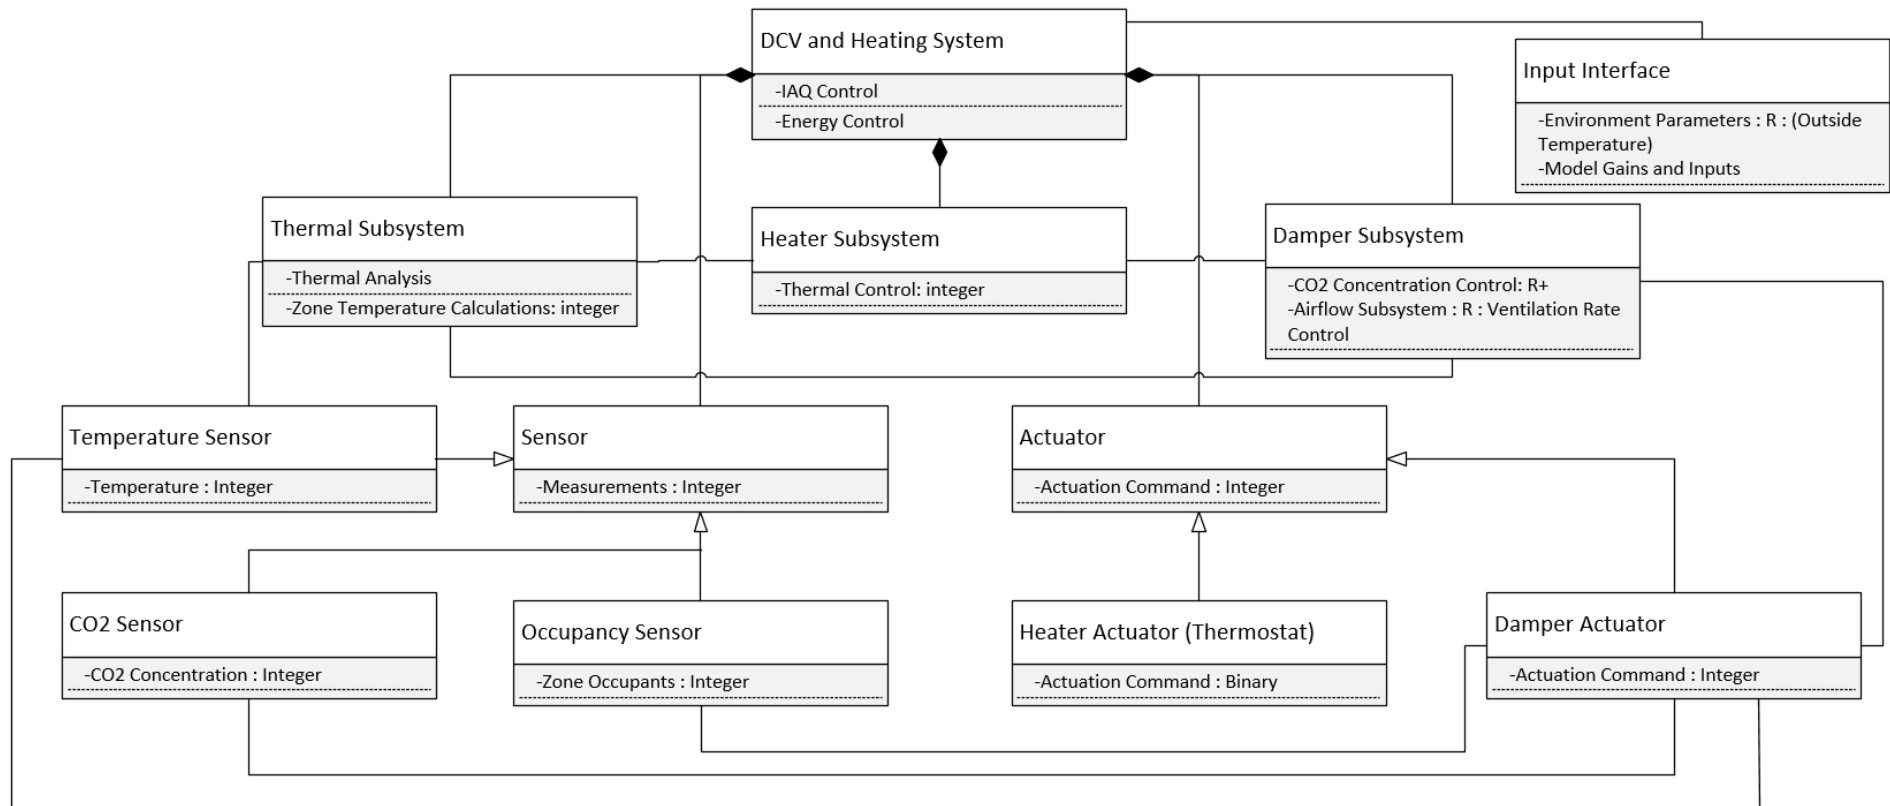 DCV and Heating System
-IAQ Control
-Energy Control
Input Interface
-Environment Parameters : R : (Outside
Temperature)
-Model Gains and Inputs
Thermal Subsystem
-Thermal Analysis
-Zone Temperature Calculations: integer
Heater Subsystem
-Thermal Control: integer
Damper Subsystem
-CO2 Concentration Control: R+
-Airflow Subsystem : R : Ventilation Rate
Control
Temperature Sensor
-Temperature : Integer
Sensor
-Measurements : Integer
Actuator
-Actuation Command : Integer
CO2 Sensor
-CO2 Concentration : Integer
Occupancy Sensor
-Zone Occupants : Integer
Heater Actuator (Thermostat)
-Actuation Command : Binary
Damper Actuator
-Actuation Command : Integer